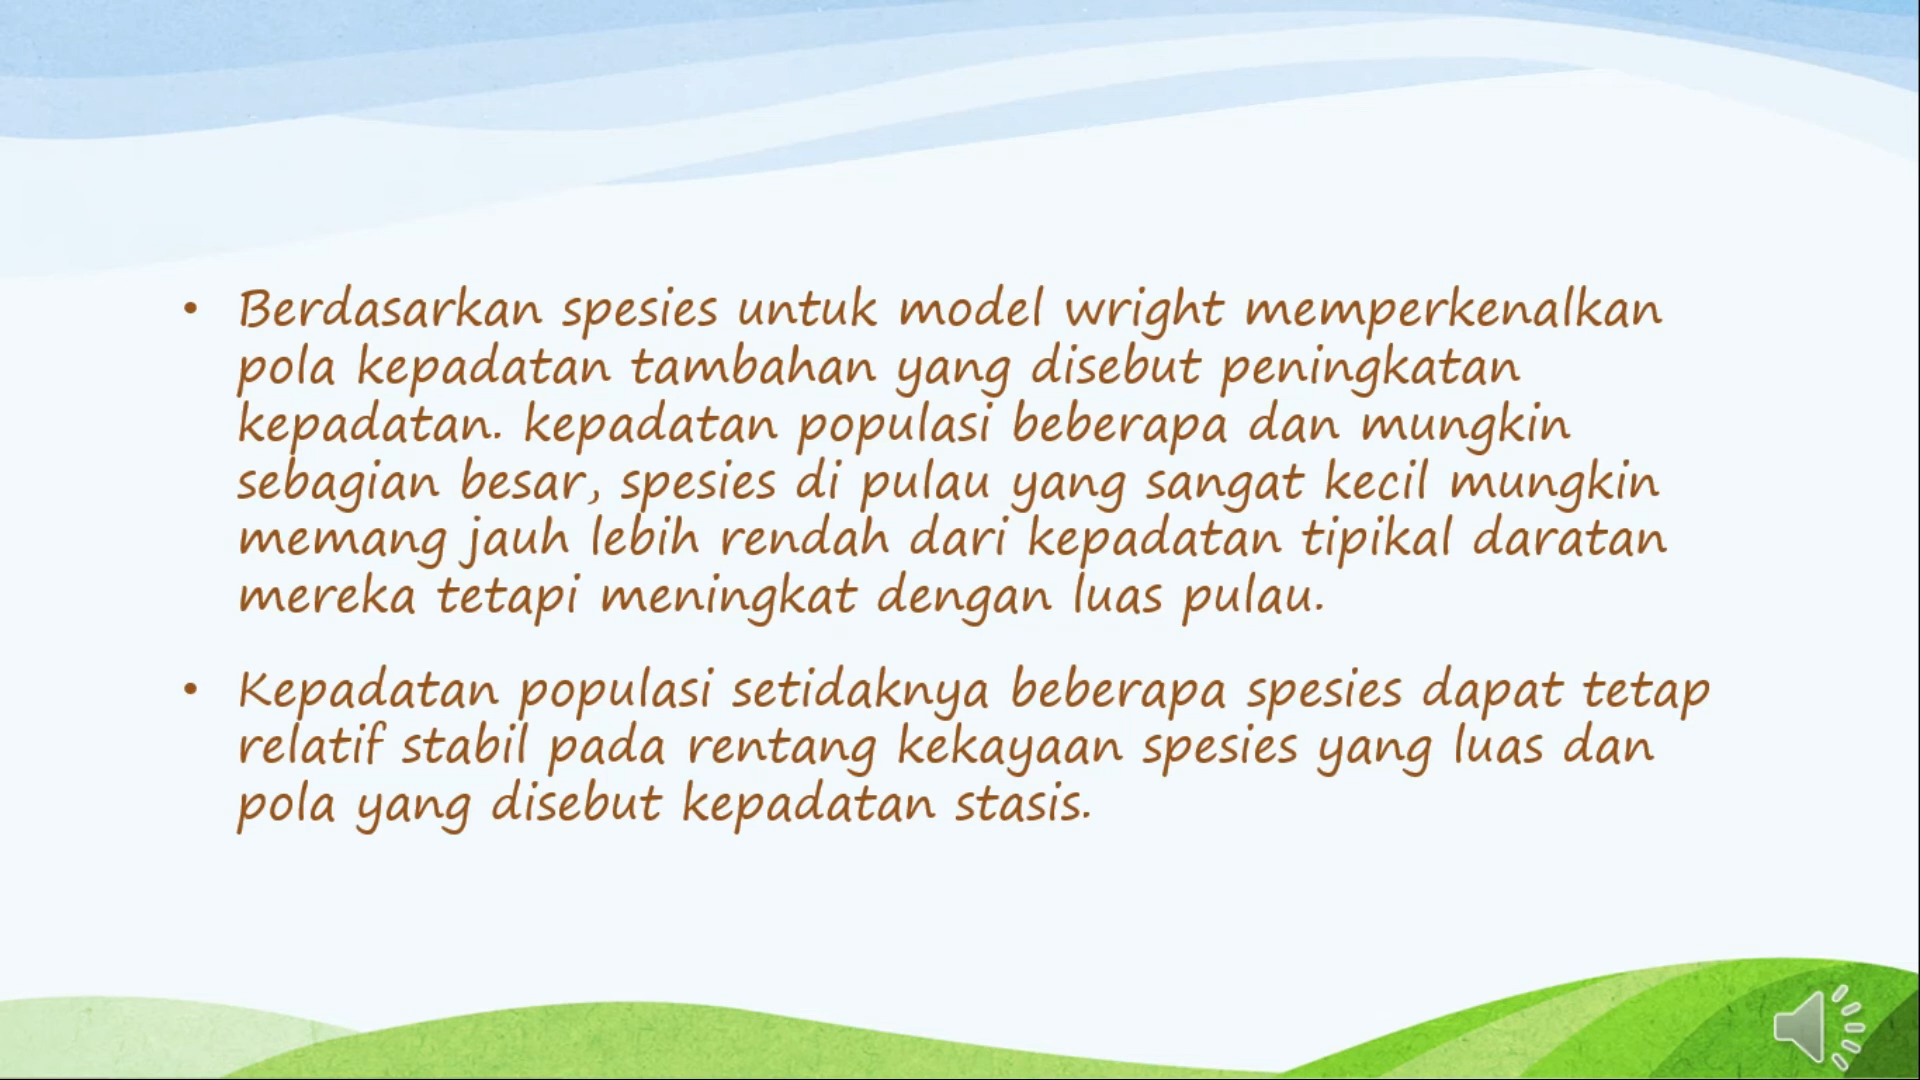 • Berdasarkan spesies untuk model wright memperkenalkan
pola kepadatan tambahan yang disebut peningkatan
kepadatan. kepadatan populasi beberapa dan mungkin
sebagian besar, spesies di pulau yang sangat kecil mungkin
memang jauh lebih rendah dari kepadatan tipikal daratan
mereka tetapi meningkat dengan luas pulau.
• Kepadatan populasi setidaknya beberapa spesies dapat tetap
relatif stabil pada rentang kekayaan spesies yang luas dan
pola yang disebut kepadatan stasis.